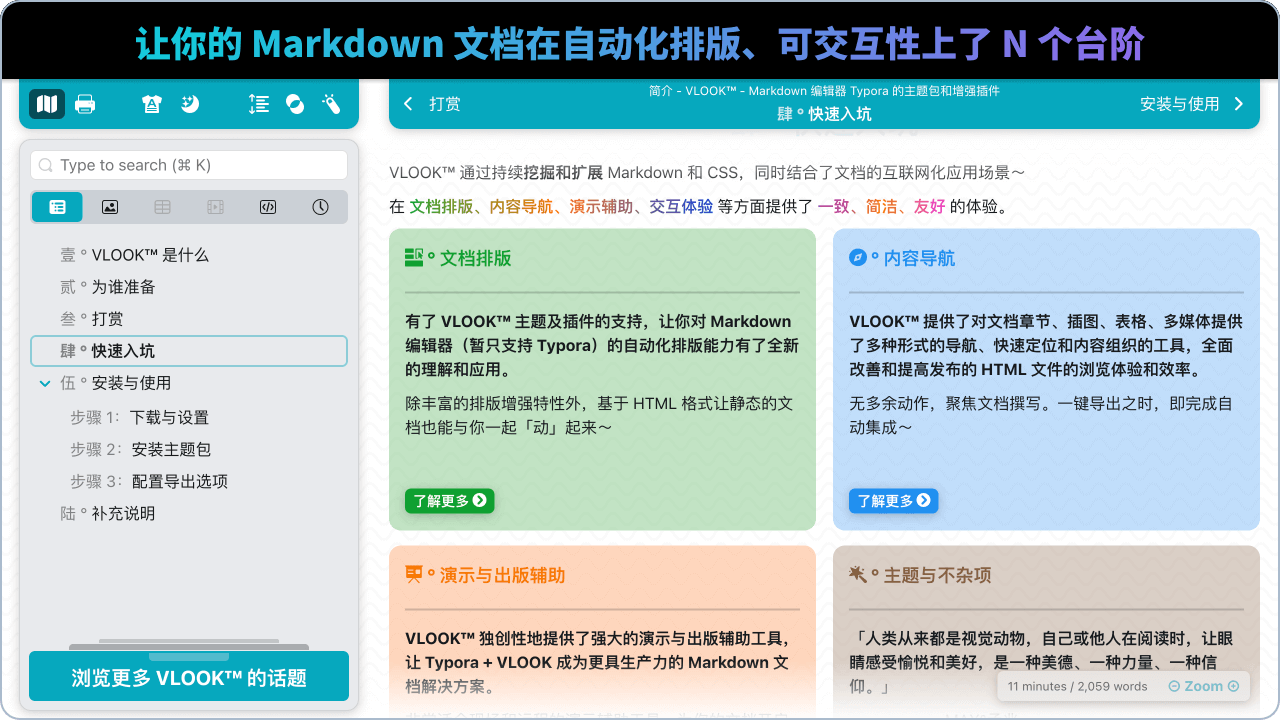 让你的 Markdown 文档在自动化排版、可交互性上了 N 个台阶
打赏
简介 - VLOOK™ - Markdown 编辑器 Typora 的主题包和增强插件
肆 º 快速入坑
安装与使用
Type to search (⌘ K)
壹 º VLOOK™ 是什么
贰 º 为谁准备
叁 º 打赏
肆 º 快速入坑
伍 º 安装与使用
步骤 1：下载与设置
步骤 2：安装主题包
步骤 3：配置导出选项
陆 º 补充说明
浏览更多 VLOOK™ 的话题
VLOOK™ 通过持续挖掘和扩展 Markdown 和 CSS，同时结合了文档的互联网化应用场景～
在 文档排版、内容导航、演示辅助、交互体验 等方面提供了 一致、简洁、友好 的体验。
º 文档排版
有了 VLOOK™ 主题及插件的支持，让你对 Markdown
编辑器（暂只支持 Typora）的自动化排版能力有了全新
的理解和应用。
除丰富的排版增强特性外，基于 HTML 格式让静态的文
档也能与你一起「动」起来～
了解更多
º 内容导航
VLOOK™ 提供了对文档章节、插图、表格、多媒体提供
了多种形式的导航、快速定位和内容组织的工具，全面
改善和提高发布的 HTML 文件的浏览体验和效率。
无多余动作，聚焦文档撰写。一键导出之时，即完成自
动集成～
了解更多
º 演示与出版辅助
VLOOK™ 独创性地提供了强大的演示与出版辅助工具，
让 Typora + VLOOK 成为更具生产力的 Markdown 文
档解决方案。
º 主题与不杂项
「人类从来都是视觉动物，自己或他人在阅读时，让眼
睛感受愉悦和美好，是一种美德、一种力量、一种信
仰。」
11 minutes / 2,059 words
Zoom